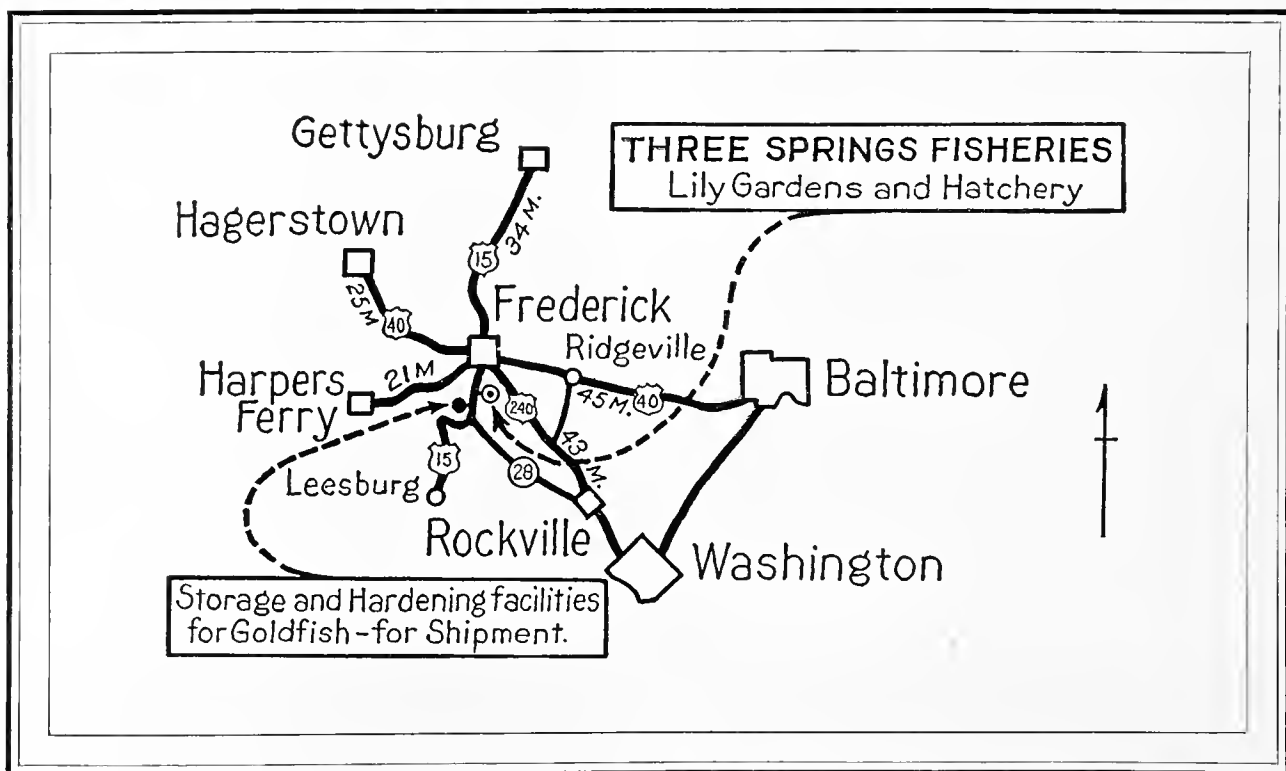 Gettysburg
THREE SPRINGS FISHERIES
Lily Gardens and Hatchery
Hagerstown
34 M.
15
25 M
40
Frederick
Ridgeville
Harpers
Ferry
21 M
240
45 M.
40
Baltimore
43 M.
15
28
Leesburg
Rockville
Washington
Storage and Hardening facilities
for Goldfish-for Shipment.